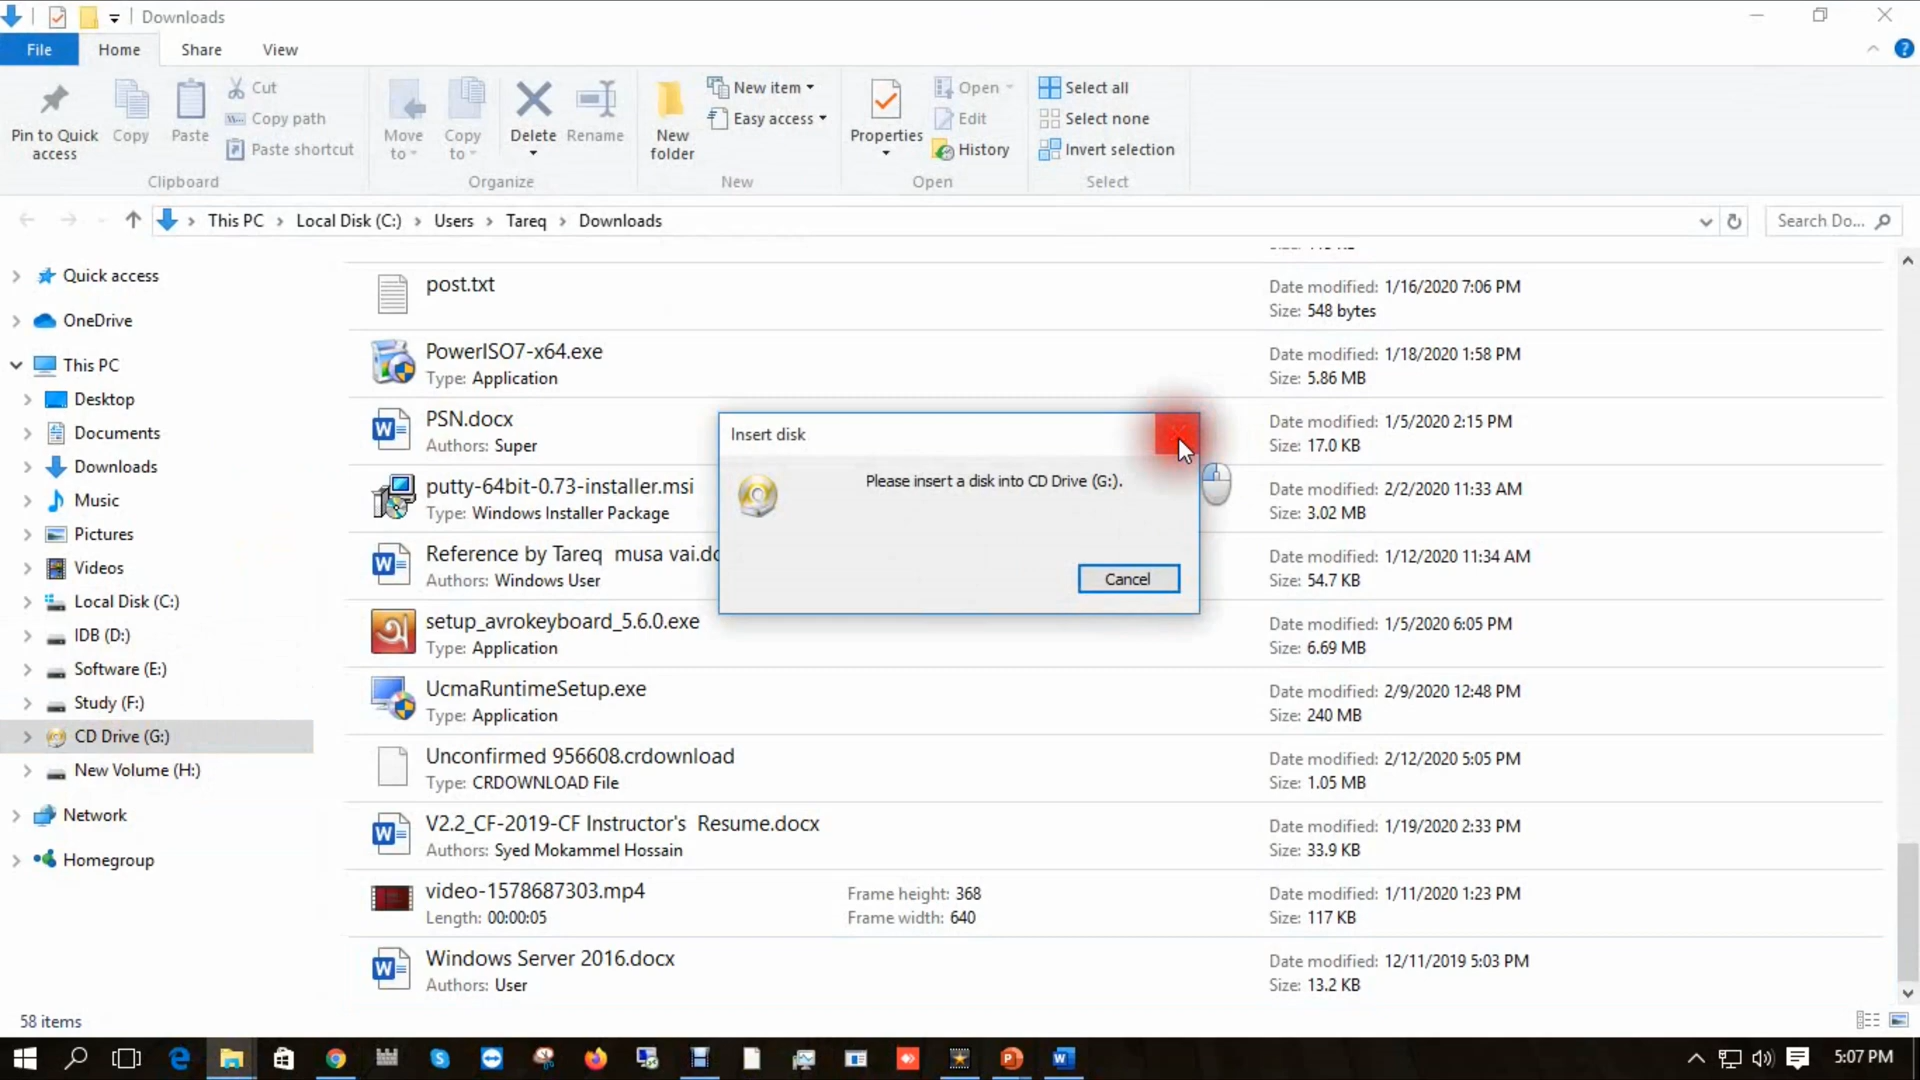 Downloads
File Home Share View
Pin to Quick access
Copy
Paste
Cut
Copy path
Paste shortcut
Clipboard
Move to
Copy to
Delete
Rename
Organize
New folder
New item
Easy access
New
Properties
Open
Edit
History
Open
Select all
Select none
Invert selection
Select
This PC Local Disk (C:) Users Tareq Downloads
Search Do...
Quick access
OneDrive
This PC
Desktop
Documents
Downloads
Music
Pictures
Videos
Local Disk (C:)
IDB (D:)
Software (E:)
Study (F:)
CD Drive (G:)
New Volume (H:)
Network
Homegroup
post.txt Date modified: 1/16/2020 7:06 PM
Size: 548 bytes
PowerISO7-x64.exe Date modified: 1/18/2020 1:58 PM
Type: Application Size: 5.86 MB
PSN.docx Date modified: 1/5/2020 2:15 PM
Authors: Super Size: 17.0 KB
putty-64bit-0.73-installer.msi Date modified: 2/2/2020 11:33 AM
Type: Windows Installer Package Size: 3.02 MB
Reference by Tareq musa vai.do Date modified: 1/12/2020 11:34 AM
Authors: Windows User Size: 54.7 KB
setup_avrokeyboard_5.6.0.exe Date modified: 1/5/2020 6:05 PM
Type: Application Size: 6.69 MB
UcmaRuntimeSetup.exe Date modified: 2/9/2020 12:48 PM
Type: Application Size: 240 MB
Unconfirmed 956608.crdownload Date modified: 2/12/2020 5:05 PM
Type: CRDOWNLOAD File Size: 1.05 MB
V2.2_CF-2019-CF Instructor's Resume.docx Date modified: 1/19/2020 2:33 PM
Authors: Syed Mokammel Hossain Size: 33.9 KB
video-1578687303.mp4 Frame height: 368 Date modified: 1/11/2020 1:23 PM
Length: 00:00:05 Frame width: 640 Size: 117 KB
Windows Server 2016.docx Date modified: 12/11/2019 5:03 PM
Authors: User Size: 13.2 KB
Insert disk
Please insert a disk into CD Drive (G:).
Cancel
58 items
5:07 PM